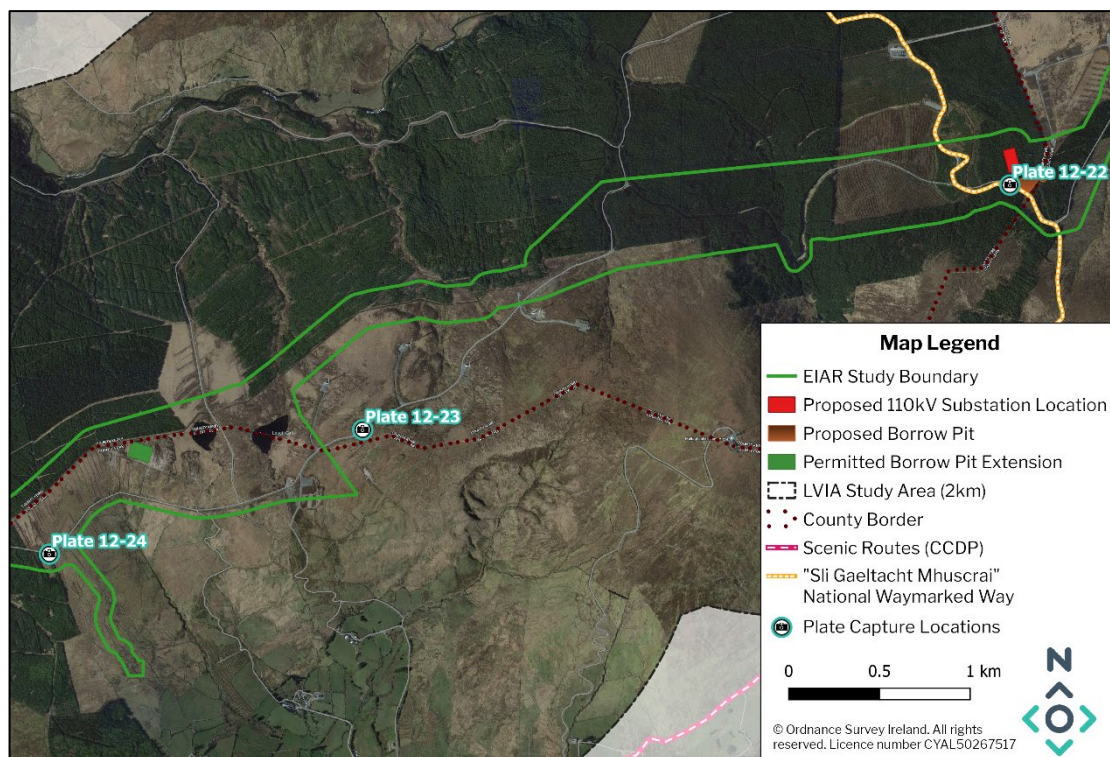 Plate 12-22
Plate 12-23
Plate 12-24
Map Legend
EIAR Study Boundary
Proposed 110kV Substation Location
Proposed Borrow Pit
Permitted Borrow Pit Extension
LVIA Study Area (2km)
County Border
Scenic Routes (CCDP)
"Sli Gaeltacht Mhuscrai"
National Waymarked Way
Plate Capture Locations
0 0.5 1 km
N
© Ordnance Survey Ireland. All rights
reserved. Licence number CYAL50267517